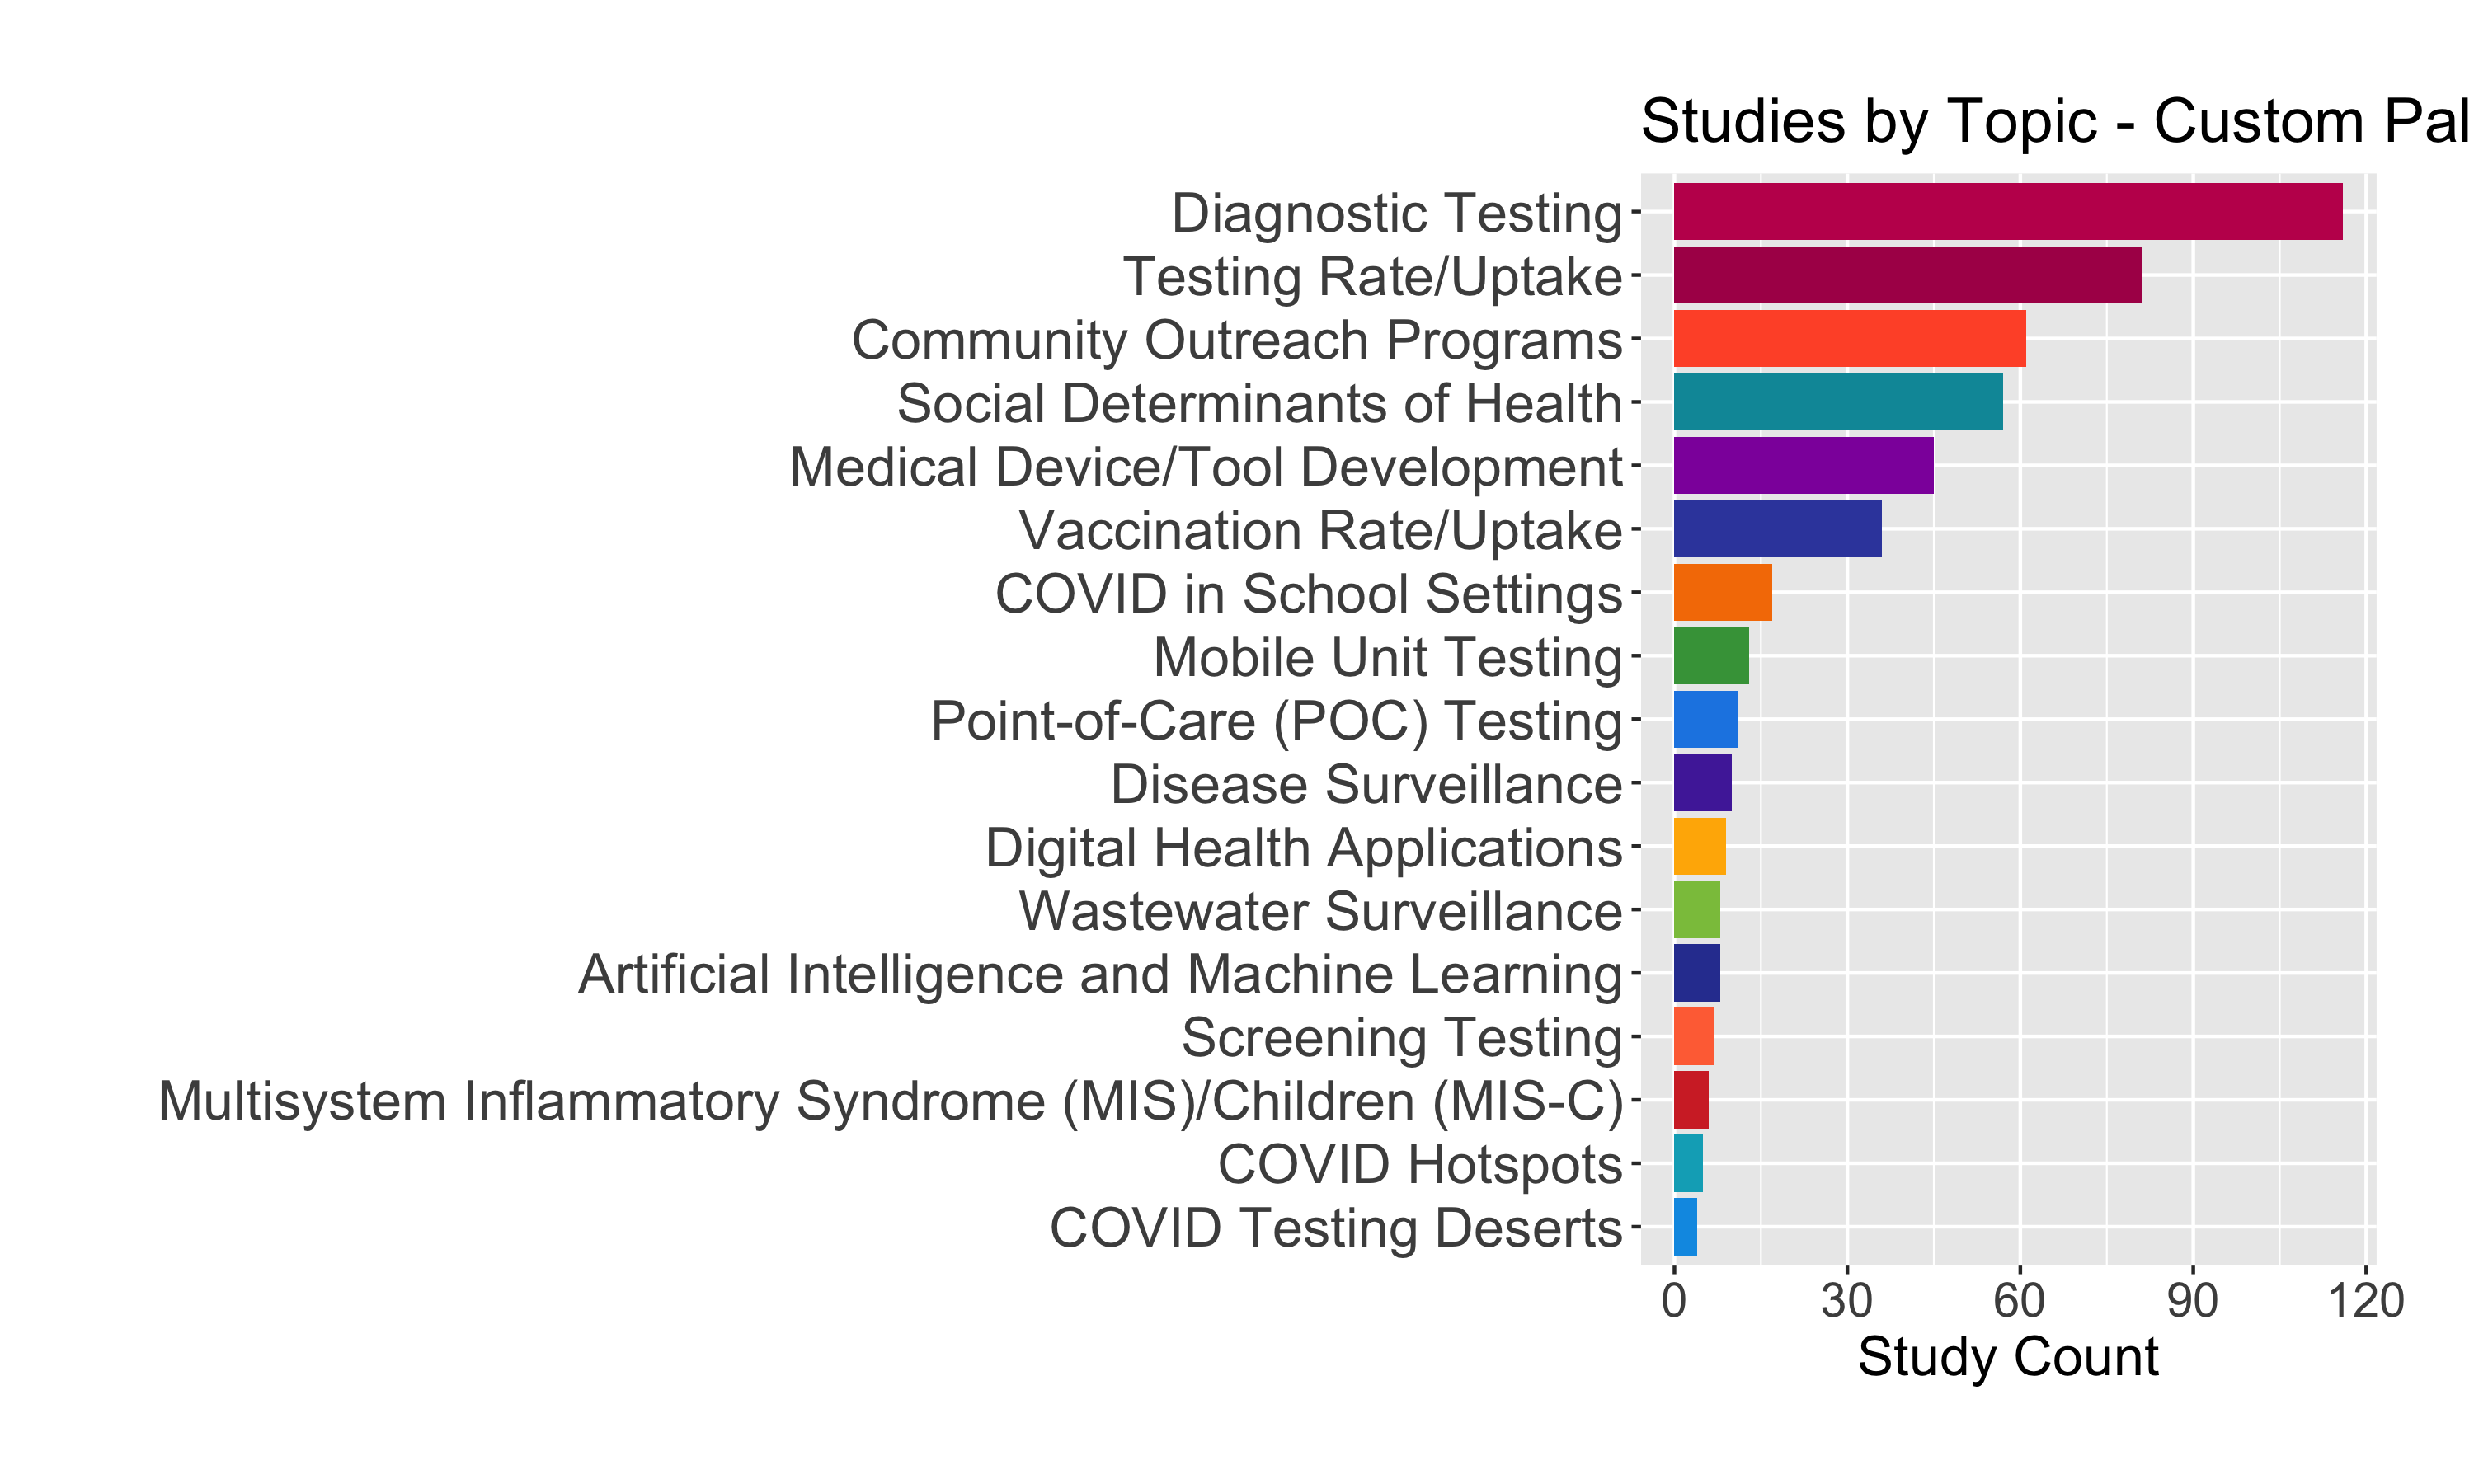 Studies by Topic - Custom Pal
Diagnostic Testing
Testing Rate/Uptake
Community Outreach Programs
Social Determinants of Health
Medical Device/Tool Development
Vaccination Rate/Uptake
COVID in School Settings
Mobile Unit Testing
Point-of-Care (POC) Testing
Disease Surveillance
Digital Health Applications
Wastewater Surveillance
Artificial Intelligence and Machine Learning
Screening Testing
Multisystem Inflammatory Syndrome (MIS)/Children (MIS-C)
COVID Hotspots
COVID Testing Deserts
0 30 60 90 120
Study Count